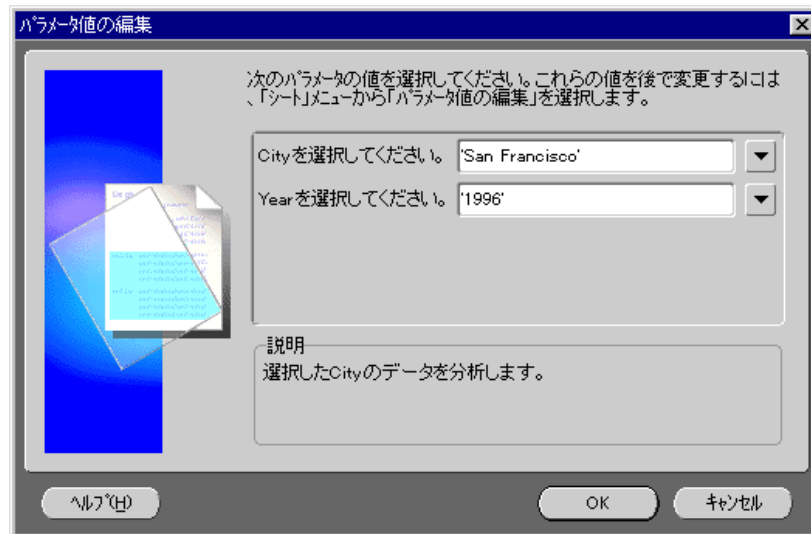 パラメータ値の編集
次のパラメータの値を選択してください。これらの値を後で変更するには
、「シート」メニューから「パラメータ値の編集」を選択します。
Cityを選択してください。 'San Francisco'
Yearを選択してください。 '1996'
説明
選択したCityのデータを分析します。
ヘルプ(H) OK キャンセル